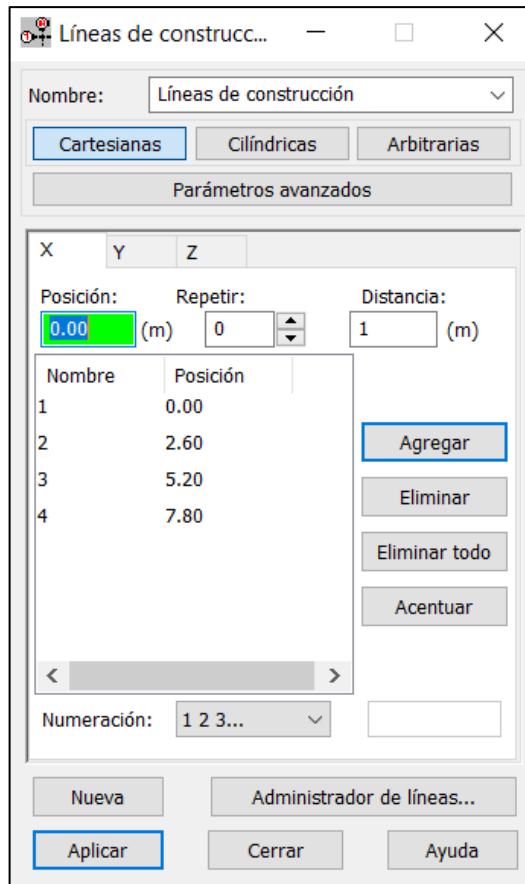 Líneas de construcc...
Nombre: Líneas de construcción
Cartesianas Cilíndricas Arbitrarias
Parámetros avanzados
X Y Z
Posición: Repetir: Distancia:
0.00 (m) 0 1 (m)
Nombre Posición
1 0.00
2 2.60
3 5.20
4 7.80
Agregar
Eliminar
Eliminar todo
Acentuar
Numeración: 1 2 3...
Nueva Administrador de líneas...
Aplicar Cerrar Ayuda